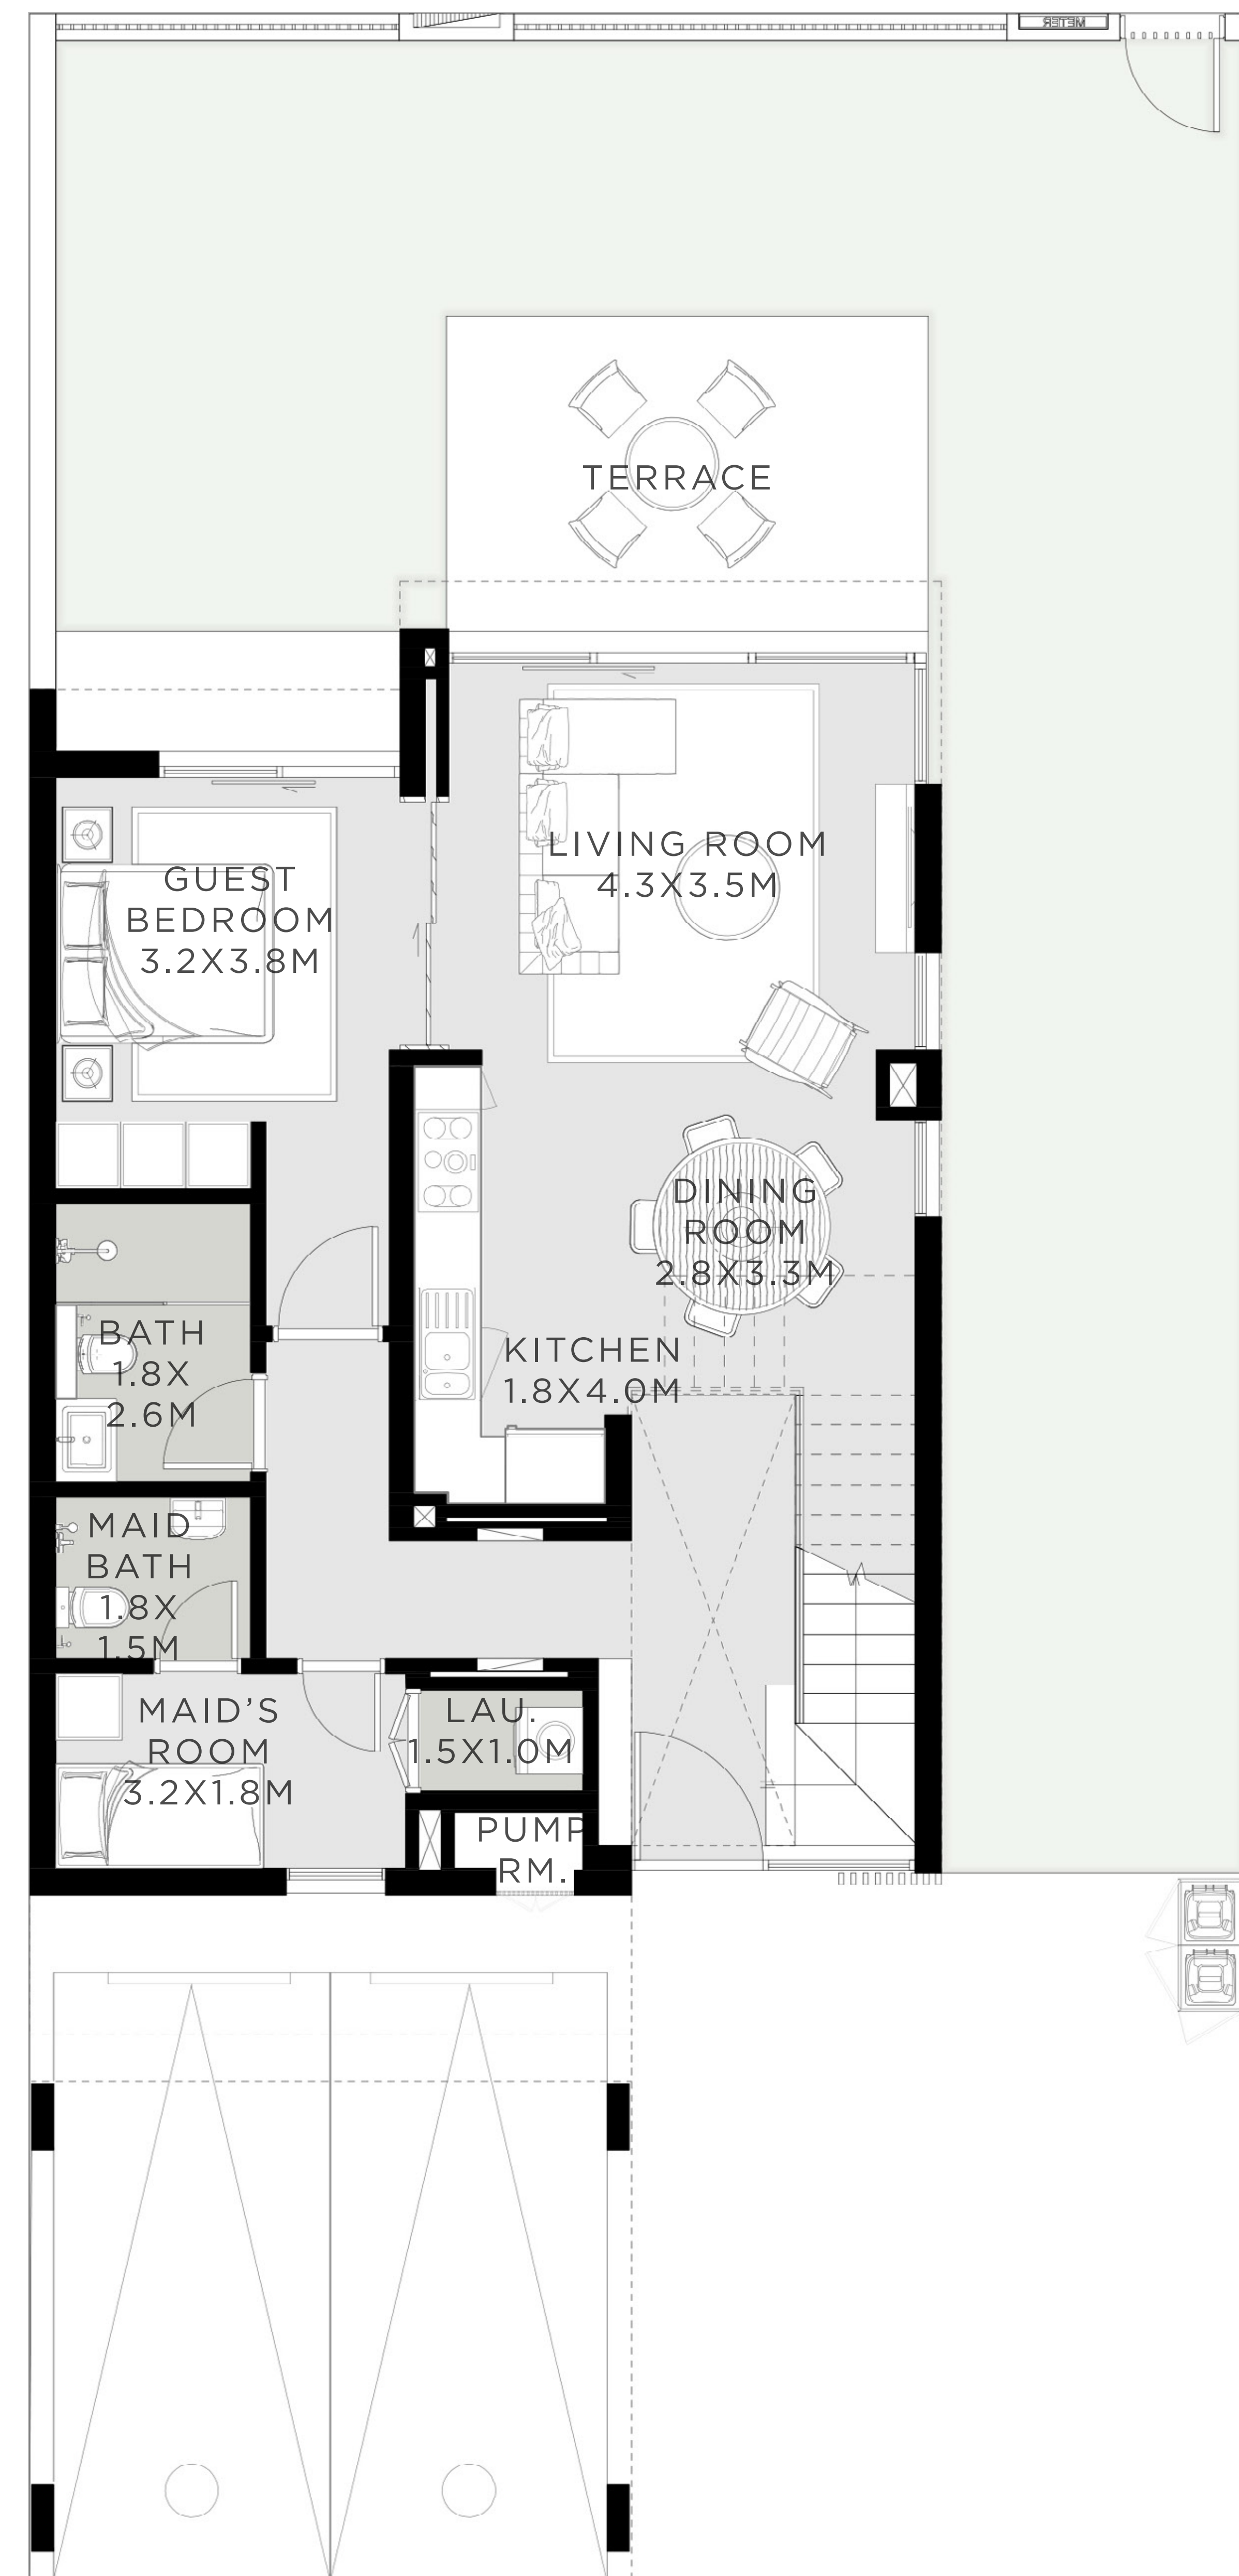 METER
TERRACE
LIVING ROOM
4.3X3.5M
GUEST
BEDROOM
3.2X3.8M
DINING
ROOM
2.8X3.3M
KITCHEN
1.8X4.0M
BATH
1.8X
2.6M
MAID
BATH
1.8X
1.5M
MAID'S
ROOM
3.2X1.8M
LAU.
1.5X1.0M
PUMP
RM.